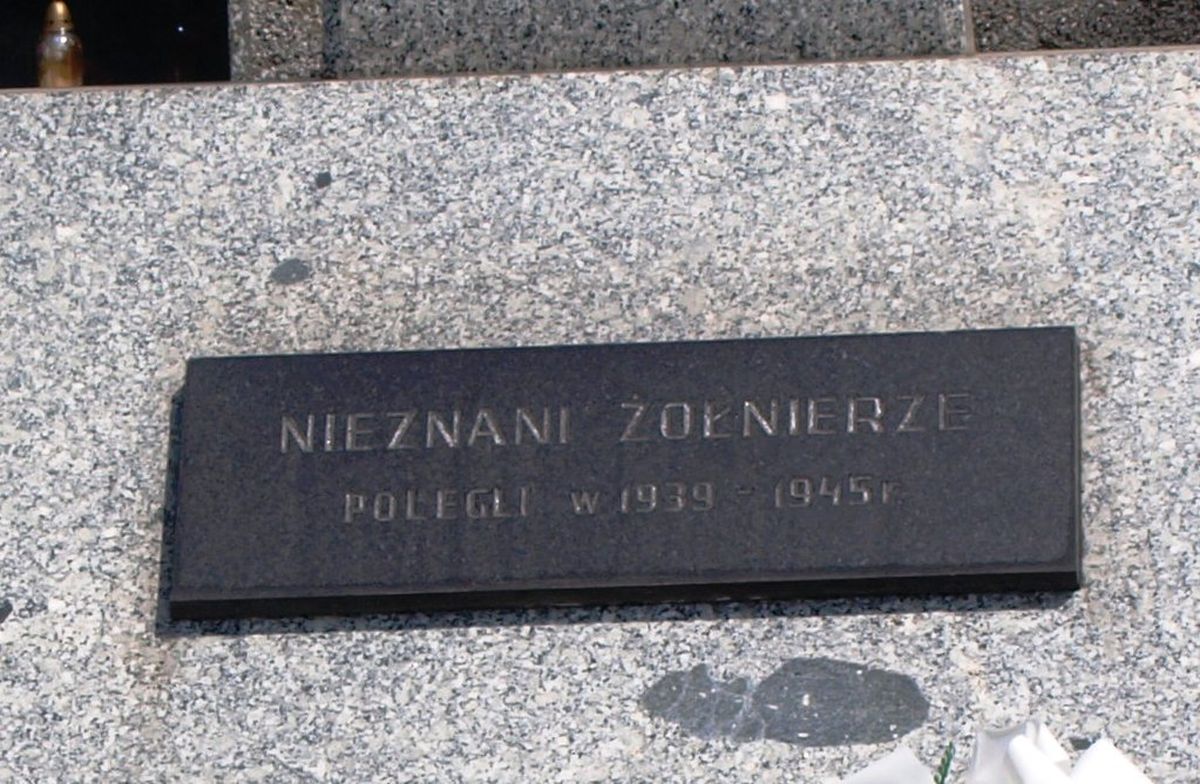 NIEZNANI ŻOŁNIERZE
POLEGLI w 1939 - 1945 r.